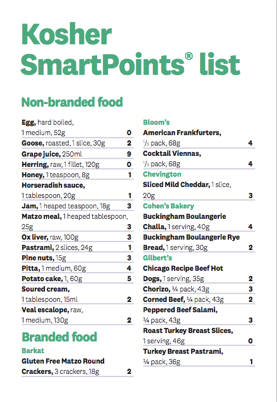 Kosher
SmartPoints® list
Non-branded food
Egg, hard boiled,
1 medium, 52g 0
Goose, roasted, 1 slice, 30g 2
Grape juice, 250ml 9
Herring, raw, 1 fillet, 120g 0
Honey, 1 teaspoon, 8g 1
Horseradish sauce,
1 tablespoon, 20g 1
Jam, 1 heaped teaspoon, 18g 3
Matzo meal, 1 heaped tablespoon,
25g 3
Ox liver, raw, 100g 3
Pastrami, 2 slices, 24g 1
Pine nuts, 15g 3
Pitta, 1 medium, 60g 4
Potato cake, 1, 60g 5
Soured cream,
1 tablespoon, 15ml 2
Veal escalope, raw,
1 medium, 130g 2
Branded food
Barkat
Gluten Free Matzo Round
Crackers, 3 crackers, 18g 2
Bloom's
American Frankfurters,
pack, 68g 4
Cocktail Viennas,
pack, 68g 4
Chevington
Sliced Mild Cheddar, 1 slice,
20g 3
Cohen's Bakery
Buckingham Boulangerie
Challa, 1 serving, 40g 4
Buckingham Boulangerie Rye
Bread, 1 serving, 30g 2
Gilbert's
Chicago Recipe Beef Hot
Dogs, 1 serving, 35g 2
Chorizo, ¼ pack, 43g 3
Corned Beef, ¼ pack, 43g 2
Peppered Beef Salami,
¼ pack, 43g 3
Roast Turkey Breast Slices,
1 serving, 46g 0
Turkey Breast Pastrami,
¼ pack, 36g 1